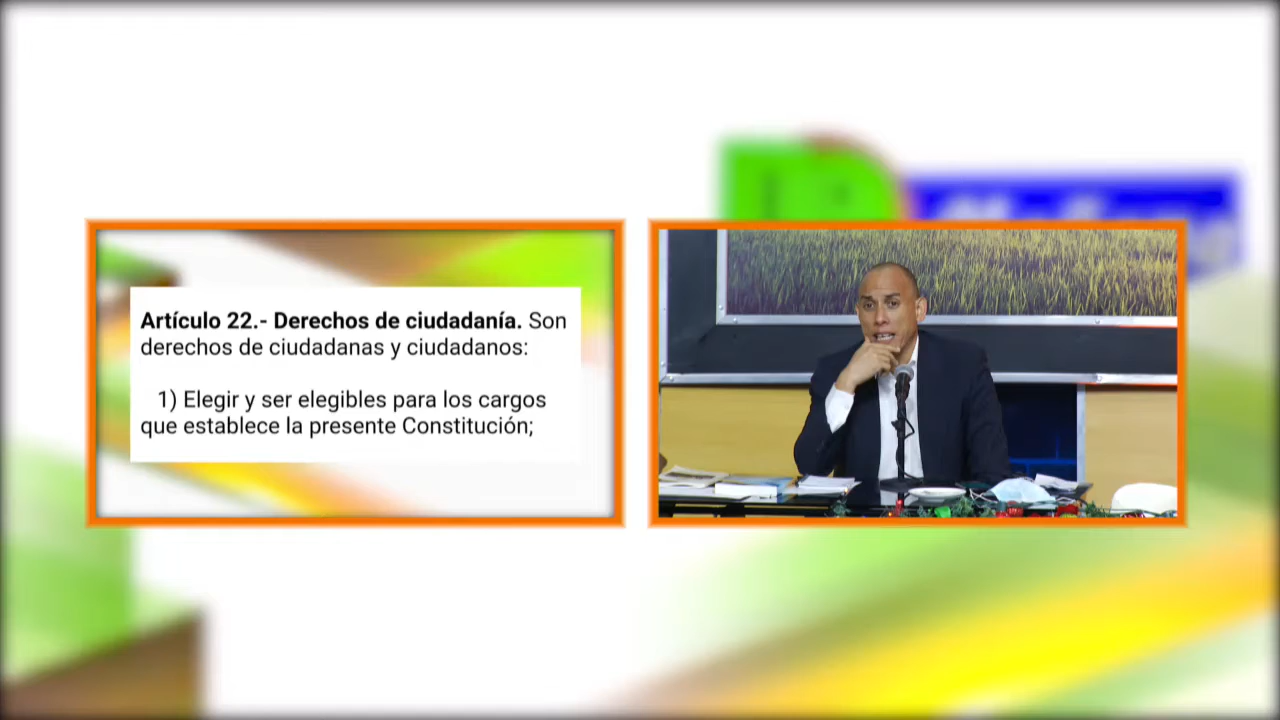 Artículo 22.- Derechos de ciudadanía. Son
derechos de ciudadanas y ciudadanos:
1) Elegir y ser elegibles para los cargos
que establece la presente Constitución;